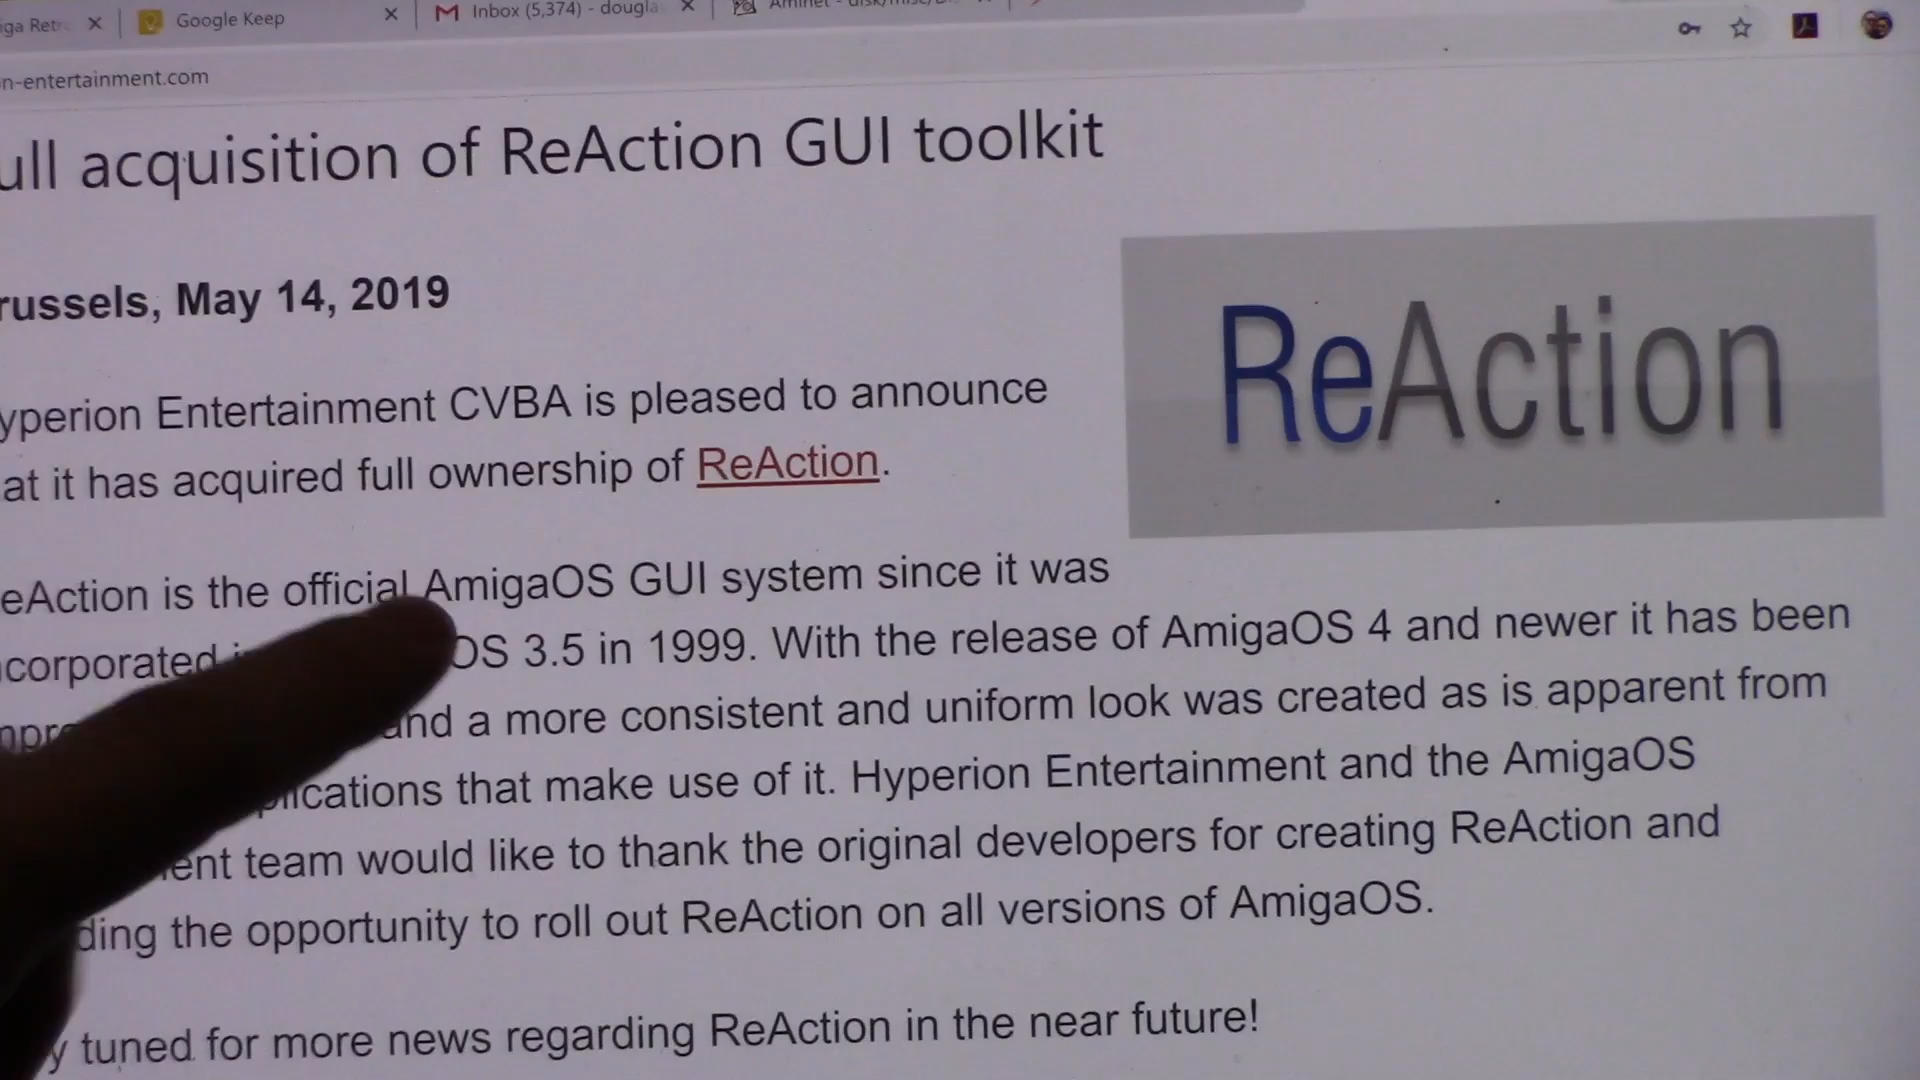 Google Keep
Inbox (5,374) - dougla
n-entertainment.com
ull acquisition of ReAction GUI toolkit
russels, May 14, 2019
yperion Entertainment CVBA is pleased to announce
at it has acquired full ownership of ReAction.
ReAction
eAction is the official AmigaOS GUI system since it was
corporated OS 3.5 in 1999. With the release of AmigaOS 4 and newer it has been
and a more consistent and uniform look was created as is apparent from
plications that make use of it. Hyperion Entertainment and the AmigaOS
ent team would like to thank the original developers for creating ReAction and
ding the opportunity to roll out ReAction on all versions of AmigaOS.
y tuned for more news regarding ReAction in the near future!